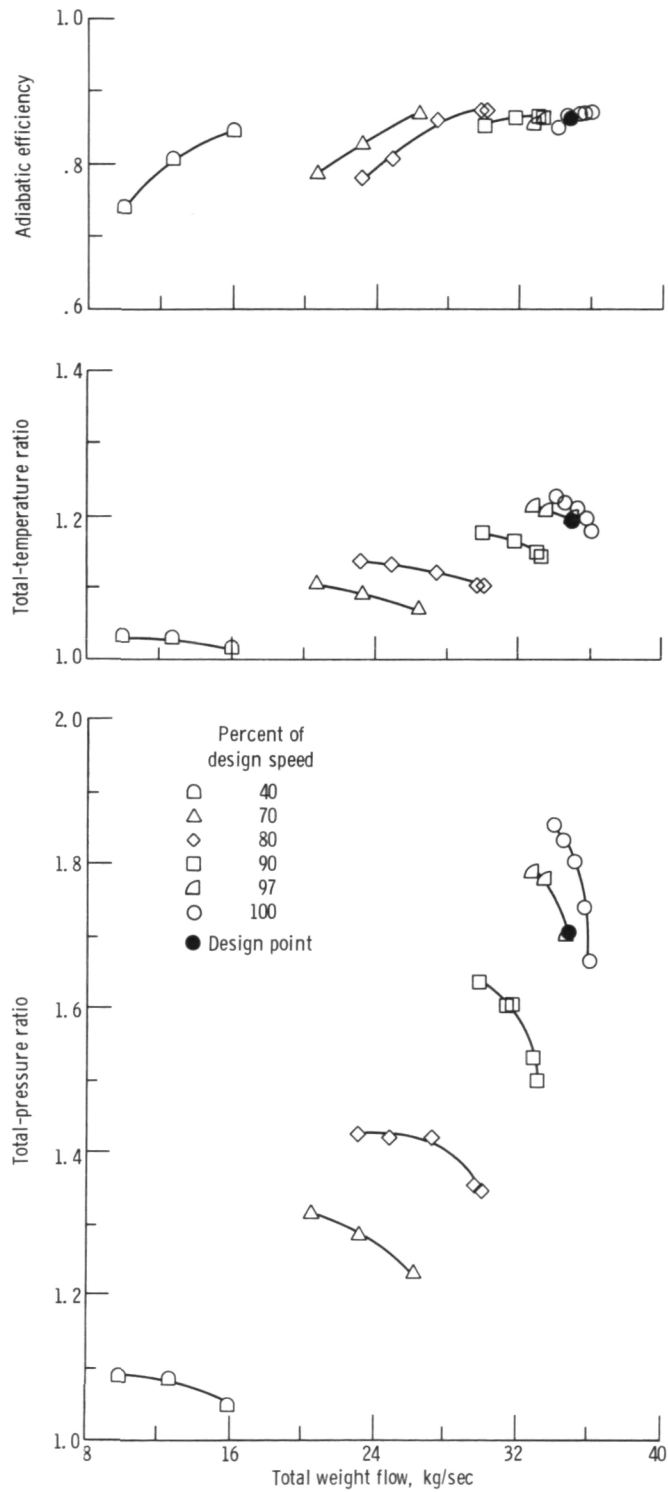 1.0
.8
.6
Adiabatic efficiency
1.4
1.2
1.0
Total-temperature ratio
2.0
1.8
1.6
1.4
1.2
1.0
Total-pressure ratio
Percent of
design speed
40
70
80
90
97
100
Design point
8 16 24 32 40
Total weight flow, kg/sec